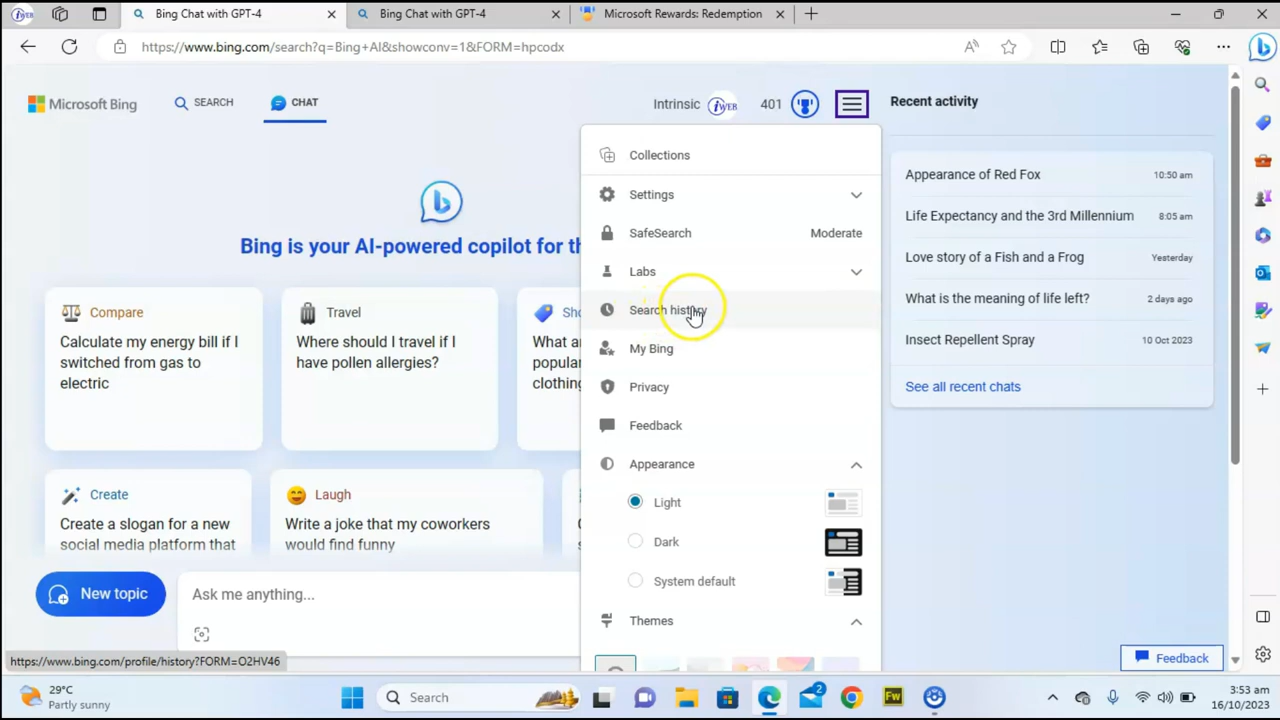 iWEB
Bing Chat with GPT-4
Bing Chat with GPT-4
Microsoft Rewards: Redemption
https://www.bing.com/search?q=Bing+AI&showconv=1&FORM=hpcodx
Microsoft Bing
SEARCH
CHAT
Intrinsic
iWEB
401
Bing is your AI-powered copilot for th
Compare
Calculate my energy bill if I
switched from gas to
electric
Travel
Where should I travel if I
have pollen allergies?
Sho
What ar
popular
clothing
Create
Create a slogan for a new
social media platform that
Laugh
Write a joke that my coworkers
would find funny
New topic
Ask me anything...
Collections
Settings
SafeSearch
Moderate
Labs
Search history
My Bing
Privacy
Feedback
Appearance
Light
Dark
System default
Themes
Recent activity
Appearance of Red Fox
10:50 am
Life Expectancy and the 3rd Millennium
8:05 am
Love story of a Fish and a Frog
Yesterday
What is the meaning of life left?
2 days ago
Insect Repellent Spray
10 Oct 2023
See all recent chats
Feedback
https://www.bing.com/profile/history?FORM=O2HV46
29°C
Partly sunny
Search
2
Fw
3:53 am
16/10/2023